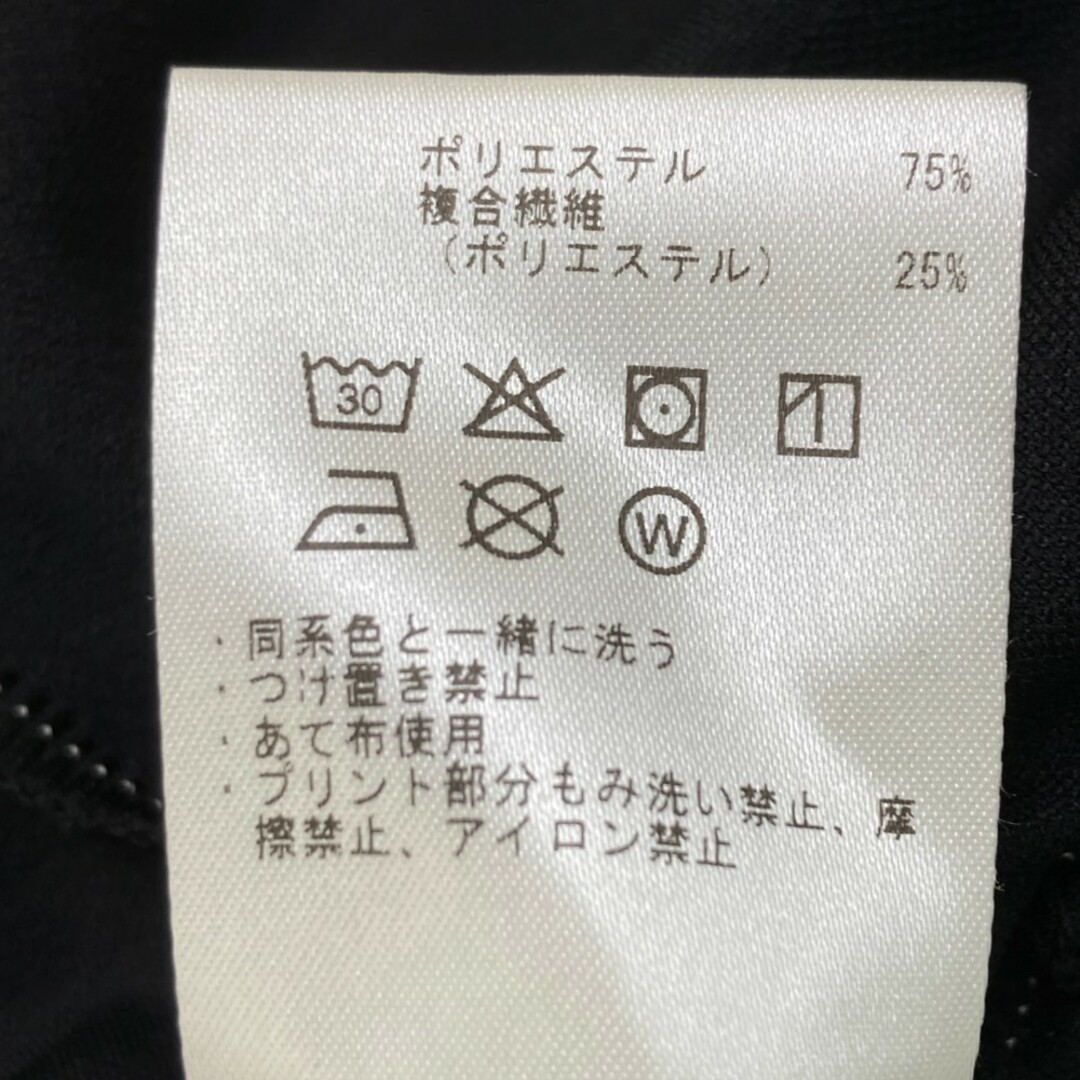 ポリエステル 75%
複合繊維
(ポリエステル) 25%
30
W
・同系色と一緒に洗う
・つけ置き禁止
・あて布使用
・プリント部分もみ洗い禁止、摩
擦禁止、アイロン禁止